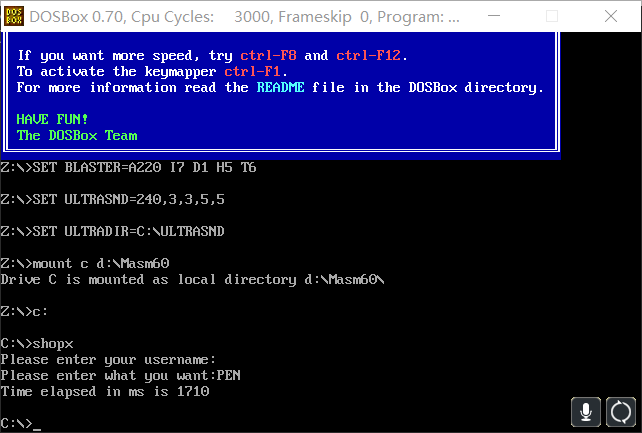 DOSBox 0.70, Cpu Cycles: 3000, Frameskip 0, Program: ...
If you want more speed, try ctrl-F8 and ctrl-F12.
To activate the keymapper ctrl-F1.
For more information read the README file in the DOSBox directory.
HAVE FUN!
The DOSBox Team
Z:\>SET BLASTER=A220 I7 D1 H5 T6
Z:\>SET ULTRASND=240,3,3,5,5
Z:\>SET ULTRADIR=C:\ULTRASND
Z:\>mount c d:\Masm60
Drive C is mounted as local directory d:\Masm60\
Z:\>c:
C:\>shopx
Please enter your username:
Please enter what you want:PEN
Time elapsed in ms is 1710
C:\>_